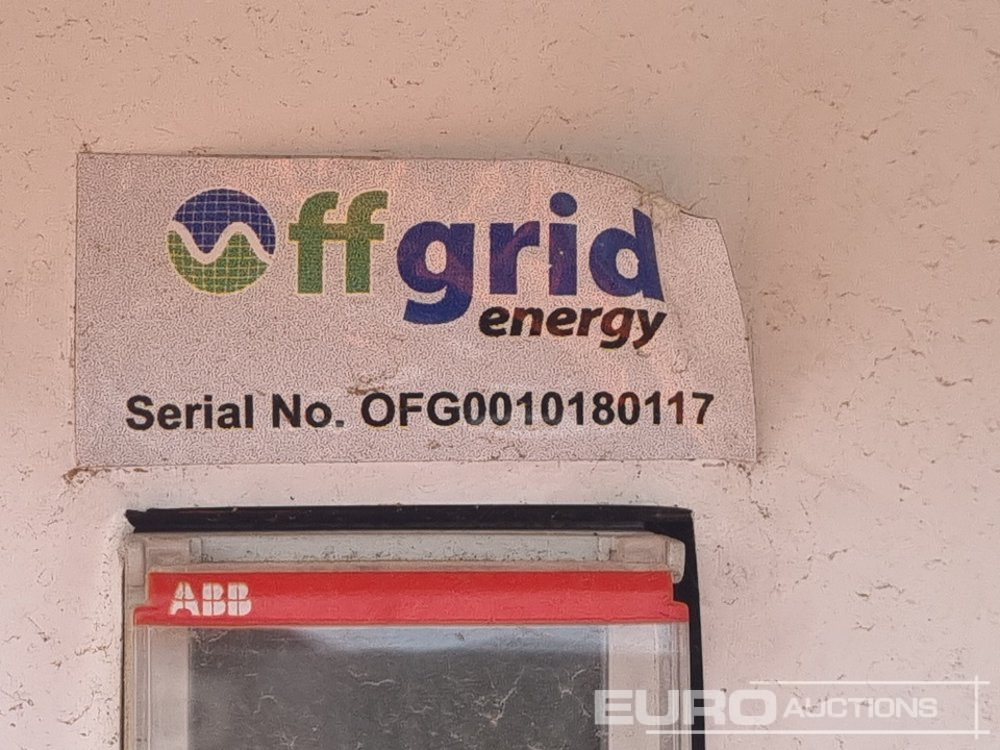 Offgrid
energy
Serial No. OFG0010180117
ABB
EURO AUCTIONS